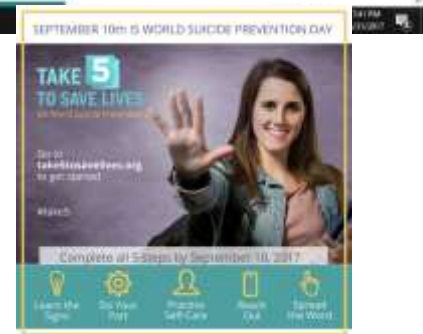 SEPTEMBER 10th IS WORLD SUICIDE PREVENTION DAY
TAKE 5
TO SAVE LIVES
Go to
take5tosavelives.org
to get started
#take5
Complete all 5-steps by September 10, 2017
Learn the
Signs
Do Your
Part
Practice
Self-Care
Reach
Out
Spread
the Word